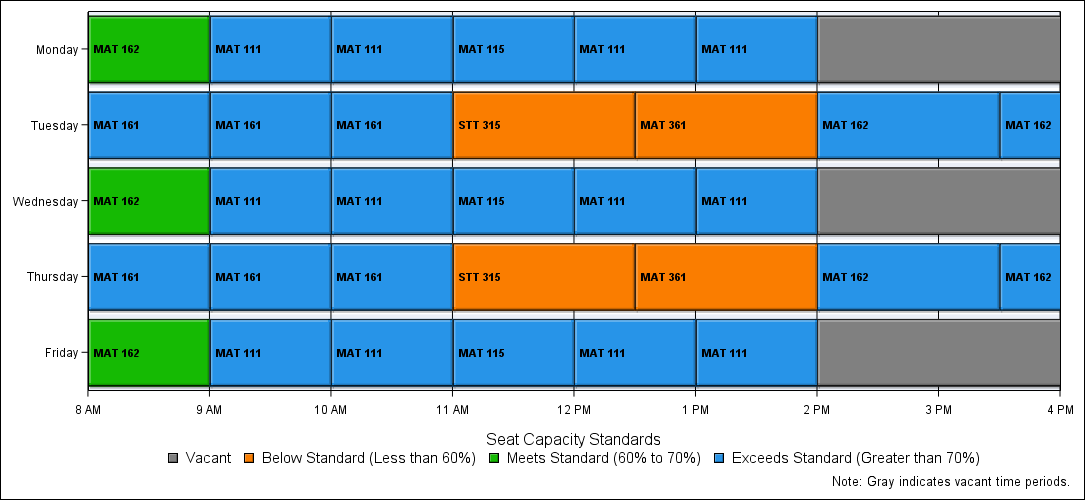 Monday MAT 162 MAT 111 MAT 111 MAT 115 MAT 111 MAT 111
Tuesday MAT 161 MAT 161 MAT 161 STT 315 MAT 361 MAT 162 MAT 162
Wednesday MAT 162 MAT 111 MAT 111 MAT 115 MAT 111 MAT 111
Thursday MAT 161 MAT 161 MAT 161 STT 315 MAT 361 MAT 162 MAT 162
Friday MAT 162 MAT 111 MAT 111 MAT 115 MAT 111 MAT 111
8 AM 9 AM 10 AM 11 AM 12 PM 1 PM 2 PM 3 PM 4 PM
Seat Capacity Standards
Vacant Below Standard (Less than 60%) Meets Standard (60% to 70%) Exceeds Standard (Greater than 70%)
Note: Gray indicates vacant time periods.